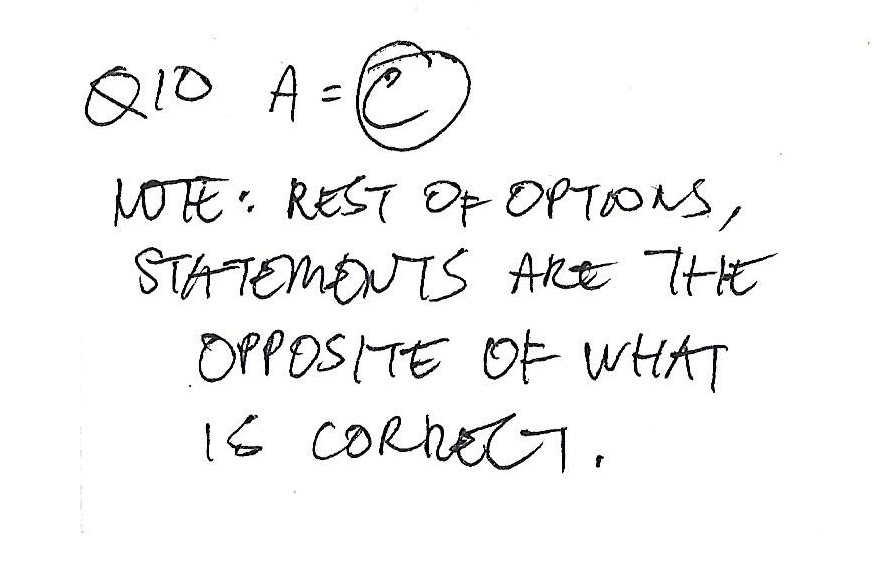 Q10 A = C
NOTE: REST OF OPTIONS,
STATEMENTS ARE THE
OPPOSITE OF WHAT
IS CORRECT.